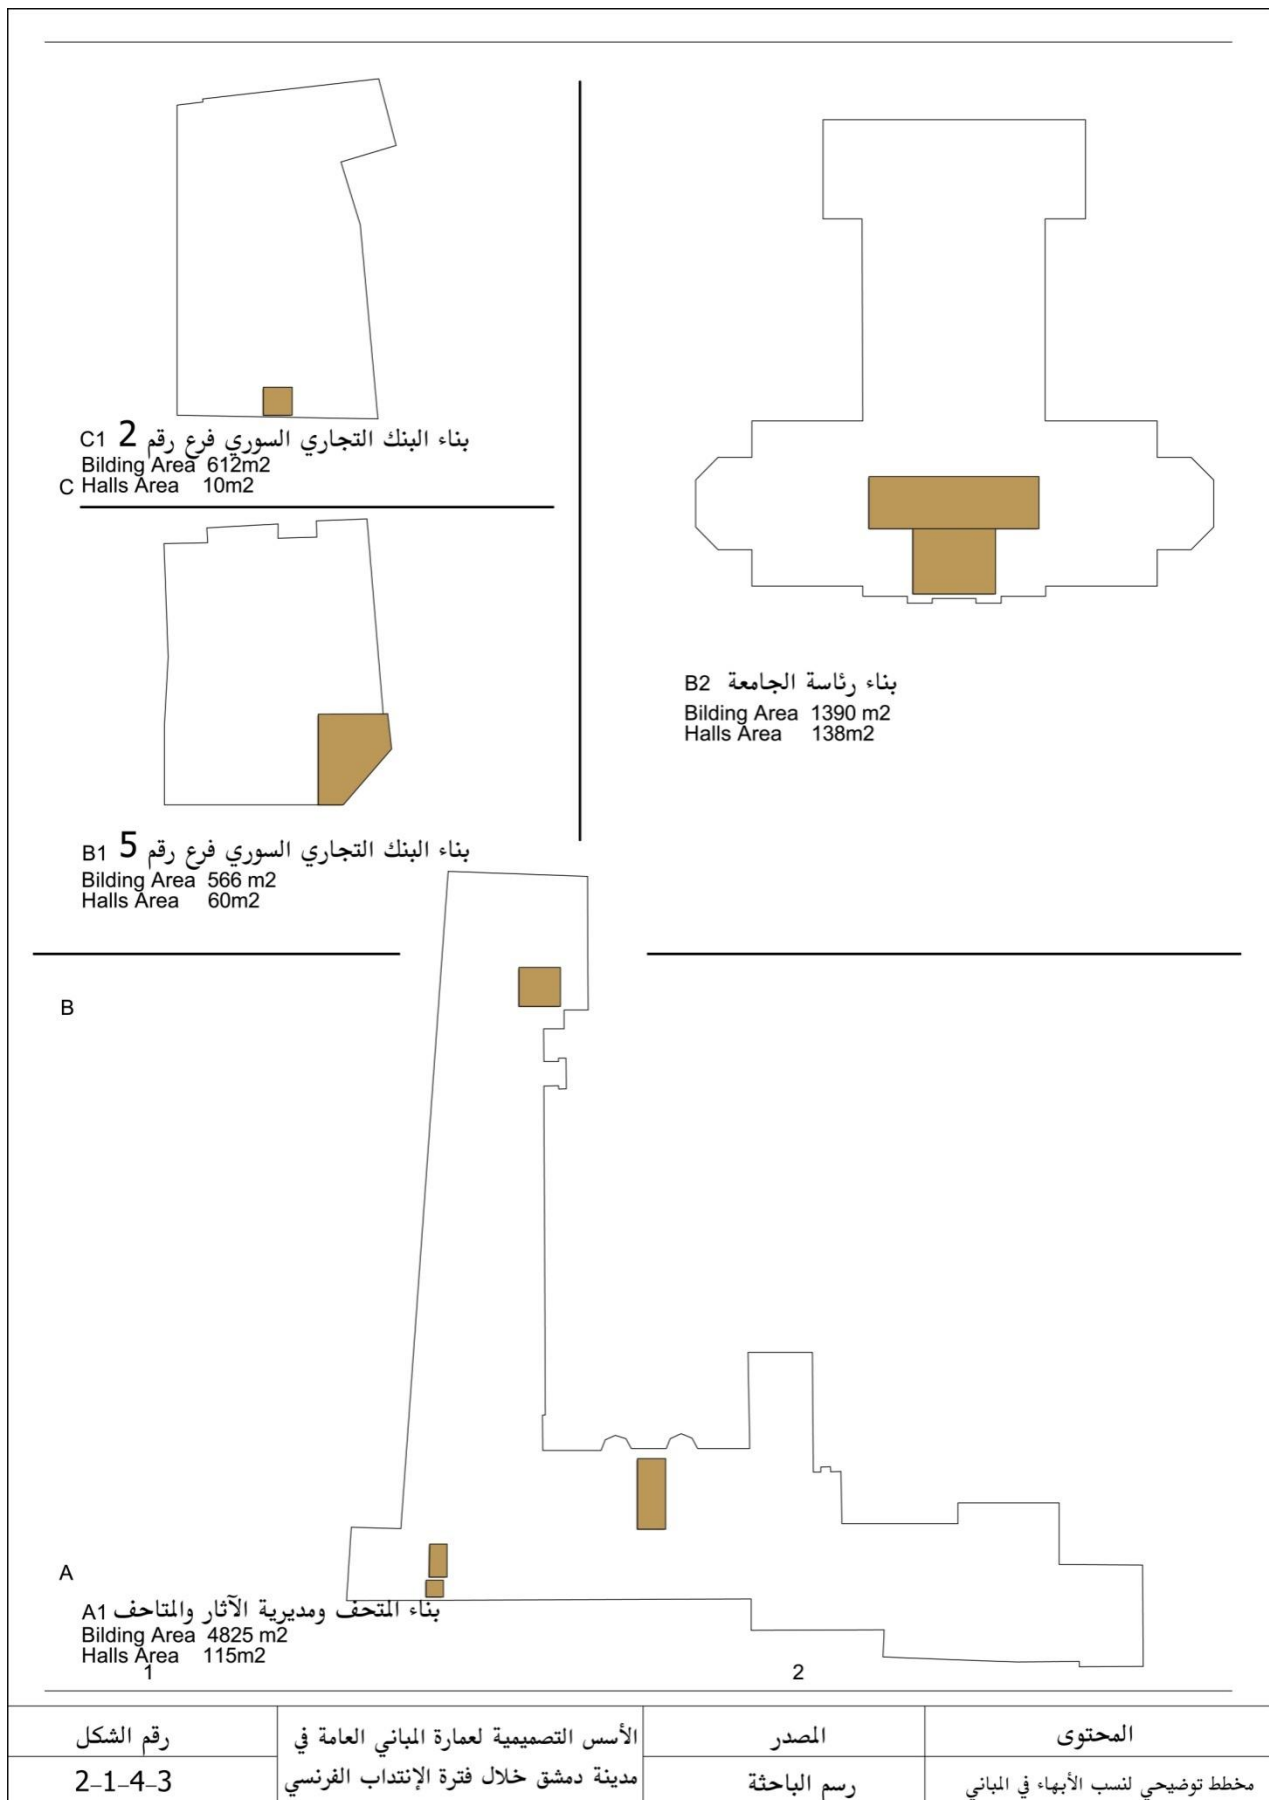 C1 بناء البنك التجاري السوري فرع رقم 2
Bilding Area 612m2
C
Halls Area 10m2
B2 بناء رئاسة الجامعة
Bilding Area 1390 m2
Halls Area 138m2
B1 بناء البنك التجاري السوري فرع رقم 5
Bilding Area 566 m2
Halls Area 60m2
B
A
A1 بناء المتحف ومديرية الآثار والمتاحف
Bilding Area 4825 m2
Halls Area 115m2
1
2
المحتوى
المصدر
الأسس التصميمية لعمارة المباني العامة في
مدينة دمشق خلال فترة الإنتداب الفرنسي
رقم الشكل
مخطط توضيحي لنسب الأبهاء في المباني
رسم الباحثة
2-1-4-3